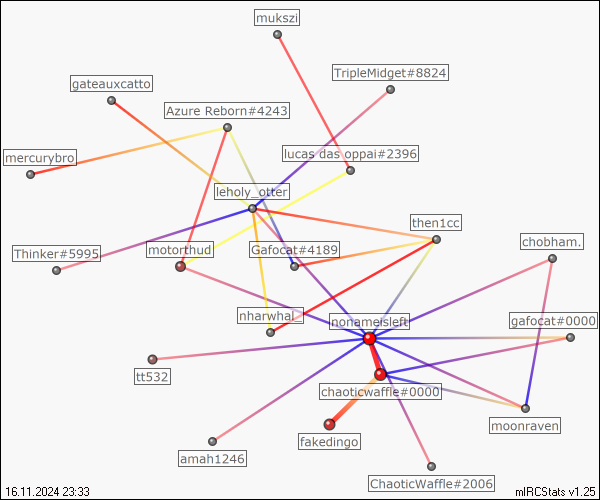 mukszi
TripleMidget#8824
gateauxcatto
Azure Reborn#4243
mercurybro
lucas das oppai#2396
leholy_otter
then1cc
Thinker#5995
motorthud
Gafocat#4189
chobham.
nharwhal_
nonameisleft
gafocat#0000
tt532
chaoticwaffle#0000
moonraven
fakedingo
amah1246
ChaoticWaffle#2006
16.11.2024 23:33
mIRCStats v1.25